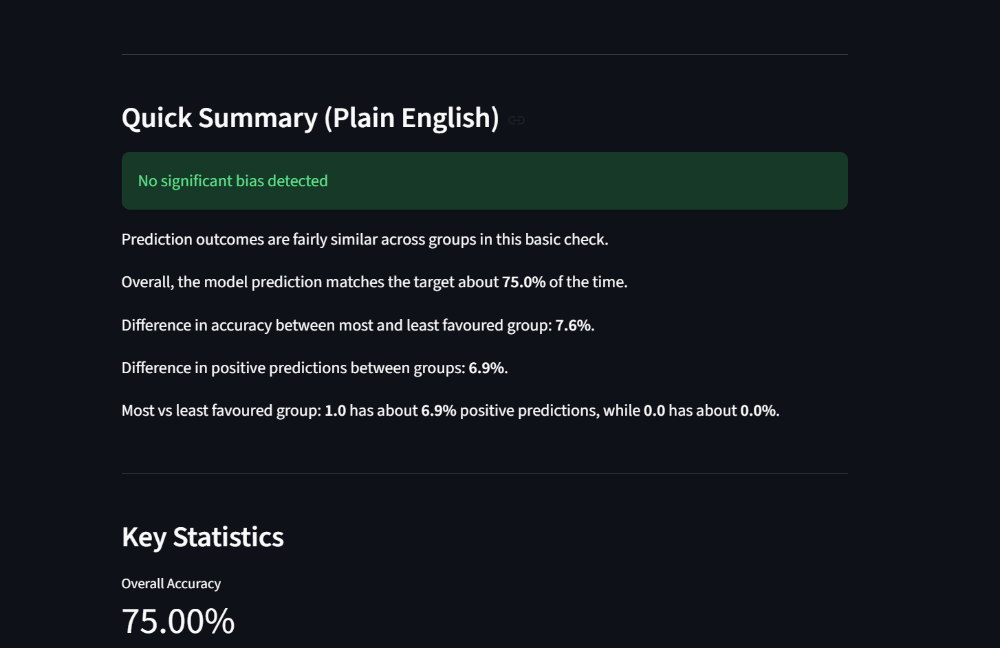 Quick Summary (Plain English)
No significant bias detected
Prediction outcomes are fairly similar across groups in this basic check.
Overall, the model prediction matches the target about 75.0% of the time.
Difference in accuracy between most and least favoured group: 7.6%.
Difference in positive predictions between groups: 6.9%.
Most vs least favoured group: 1.0 has about 6.9% positive predictions, while 0.0 has about 0.0%.
Key Statistics
Overall Accuracy
75.00%